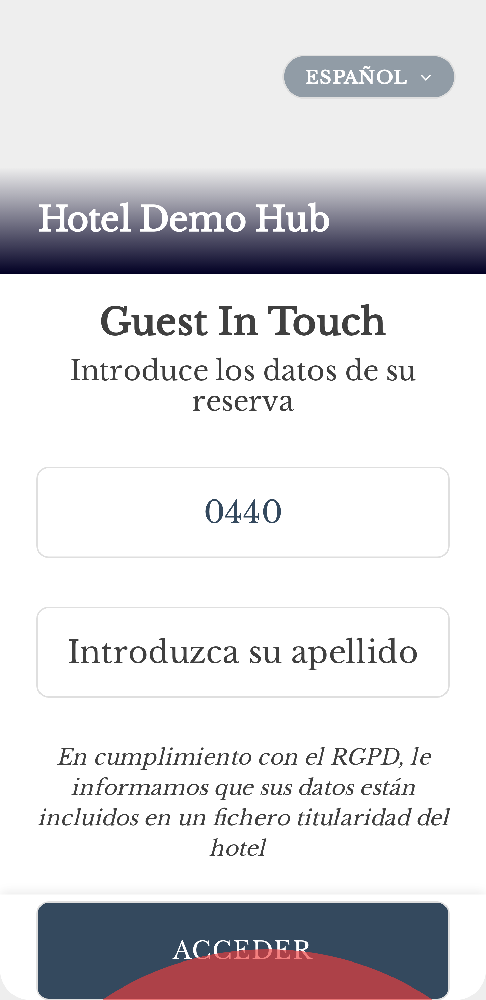 ESPAÑOL
Hotel Demo Hub
Guest In Touch
Introduce los datos de su
reserva
0440
Introduzca su apellido
En cumplimiento con el RGPD, le
informamos que sus datos están
incluidos en un fichero titularidad del
hotel
ACCEDER